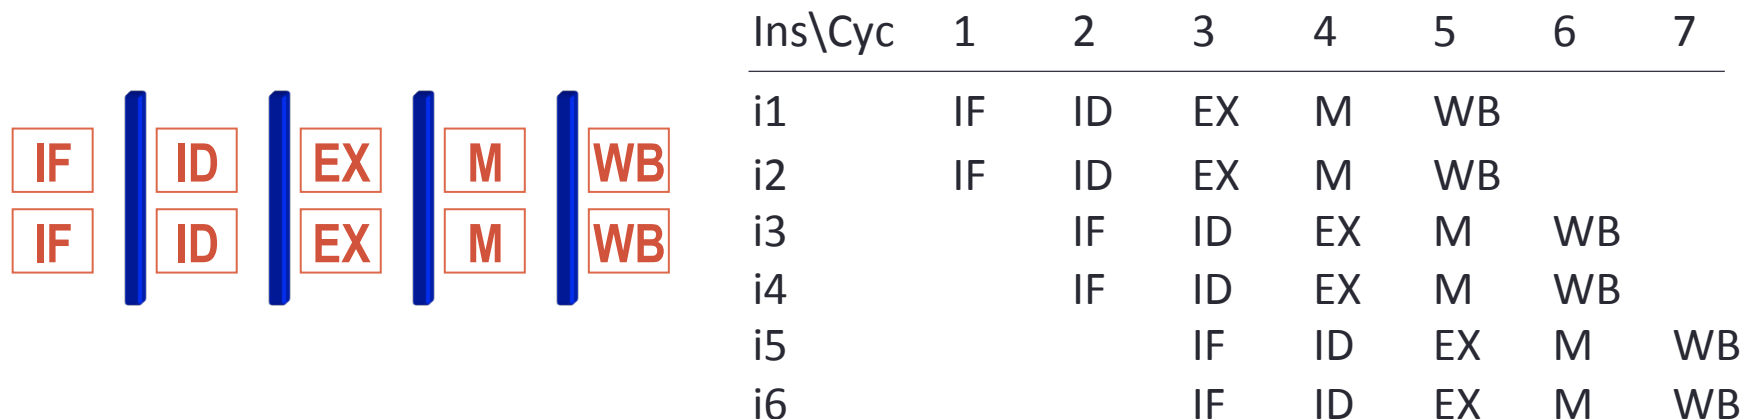 IF ID EX M WB
IF ID EX M WB
Ins\Cyc 1 2 3 4 5 6 7
i1 IF ID EX M WB
i2 IF ID EX M WB
i3 IF ID EX M WB
i4 IF ID EX M WB
i5 IF ID EX M WB
i6 IF ID EX M WB